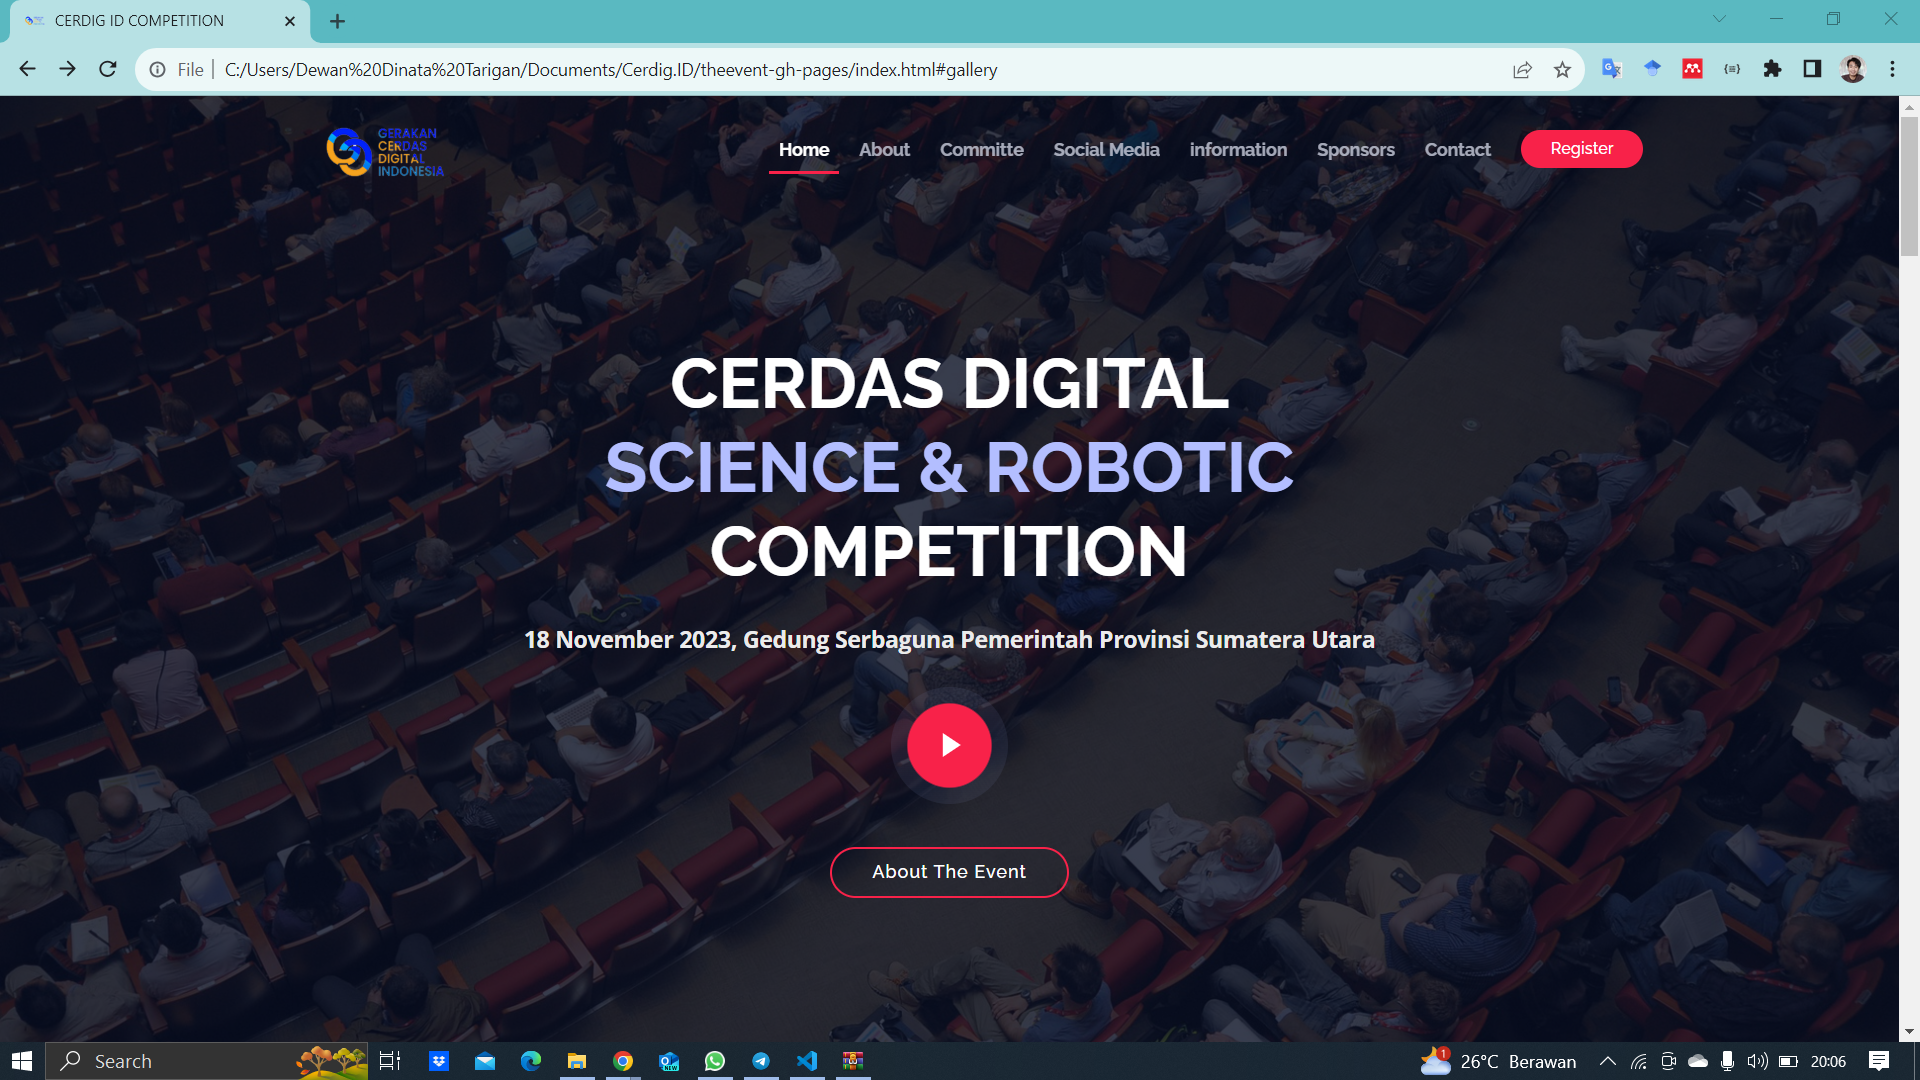 CERDIG ID COMPETITION
File
C:/Users/Dewan%20Dinata%20Tarigan/Documents/Cerdig.ID/theevent-gh-pages/index.html#gallery
GERAKAN
CERDAS
DIGITAL
INDONESIA
Home About Committe Social Media information Sponsors Contact Register
CERDAS DIGITAL
SCIENCE & ROBOTIC
COMPETITION
18 November 2023, Gedung Serbaguna Pemerintah Provinsi Sumatera Utara
About The Event
Search
NEW
1
26°C Berawan
20:06